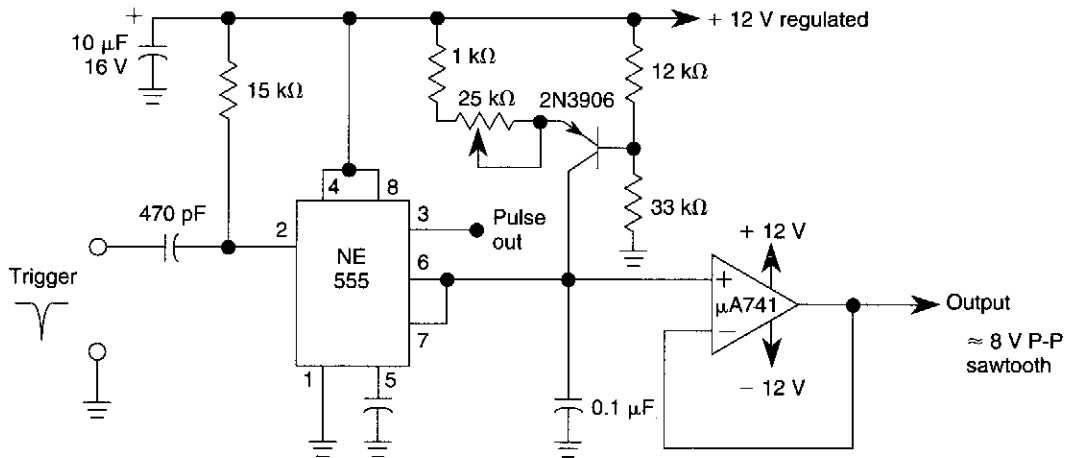 +
+ 12 V regulated
10 µF
16 V
15 kΩ
1 kΩ
25 kΩ
2N3906
12 kΩ
33 kΩ
4
8
470 pF
2
3
Pulse
out
NE
555
6
7
1
5
Trigger
+ 12 V
+
µA741
−
− 12 V
Output
≈ 8 V P-P
sawtooth
0.1 µF